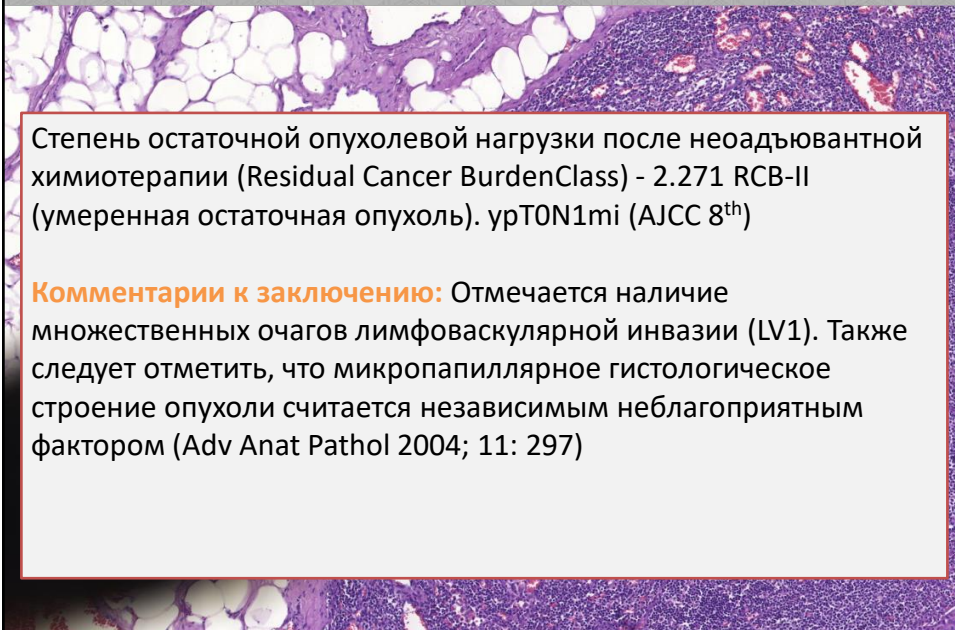 Степень остаточной опухолевой нагрузки после неоадъювантной
химиотерапии (Residual Cancer BurdenClass) - 2.271 RCB-II
(умеренная остаточная опухоль). ypT0N1mi (AJCC 8th)
Комментарии к заключению: Отмечается наличие
множественных очагов лимфоваскулярной инвазии (LV1). Также
следует отметить, что микропапиллярное гистологическое
строение опухоли считается независимым неблагоприятным
фактором (Adv Anat Pathol 2004; 11: 297)